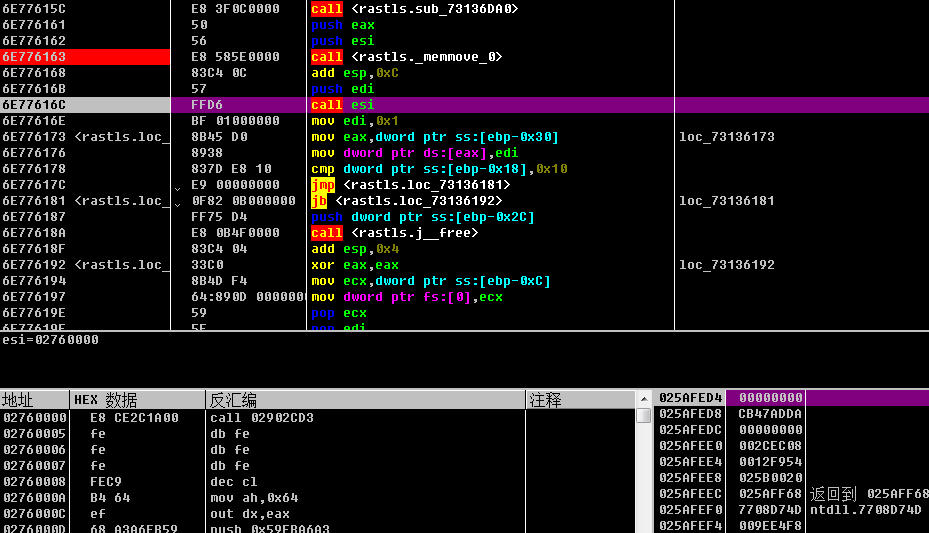 6E77615C E8 3F0C0000 call <rastls.sub_73136DA0>
6E776161 50 push eax
6E776162 56 push esi
6E776163 E8 585E0000 call <rastls._memmove_0>
6E776168 83C4 0C add esp,0xC
6E77616B 57 push edi
6E77616C FFD6 call esi
6E77616E BF 01000000 mov edi,0x1
6E776173 <rastls.loc_ 8B45 D0 mov eax,dword ptr ss:[ebp-0x30] loc_73136173
6E776176 8938 mov dword ptr ds:[eax],edi
6E776178 837D E8 10 cmp dword ptr ss:[ebp-0x18],0x10
6E77617C E9 00000000 jmp <rastls.loc_73136181>
6E776181 <rastls.loc_ 0F82 0B000000 jb <rastls.loc_73136192> loc_73136181
6E776187 FF75 D4 push dword ptr ss:[ebp-0x2C]
6E77618A E8 0B4F0000 call <rastls.j__free>
6E77618F 83C4 04 add esp,0x4
6E776192 <rastls.loc_ 33C0 xor eax,eax loc_73136192
6E776194 8B4D F4 mov ecx,dword ptr ss:[ebp-0xC]
6E776197 64:890D 0000000 mov dword ptr fs:[0],ecx
6E77619E 59 pop ecx
6E77619F 5F pop edi
esi=02760000
地址 HEX 数据 反汇编 注释
02760000 E8 CE2C1A00 call 02902CD3
02760005 fe db fe
02760006 fe db fe
02760007 fe db fe
02760008 FEC9 dec cl
0276000A B4 64 mov ah,0x64
0276000C ef out dx,eax
0276000D 68 A3A6EB59 push 0x59EBA6A3
025AFED4 00000000
025AFED8 CB47ADDA
025AFEDC 00000000
025AFEE0 002CEC08
025AFEE4 0012F954
025AFEE8 025B0020
025AFEEC 025AFF68 返回到 025AFF68
025AFEF0 7708D74D ntdll.7708D74D
025AFEF4 009EE4F8